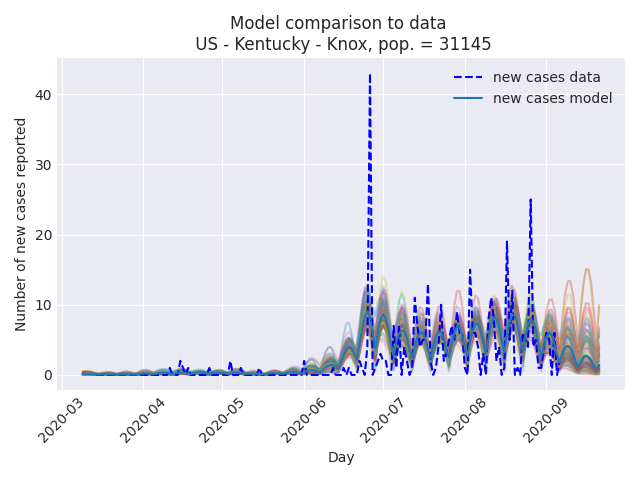 Model comparison to data
US - Kentucky - Knox, pop. = 31145
new cases data
new cases model
Number of new cases reported
40
30
20
10
0
2020-03
2020-04
2020-05
2020-06
2020-07
2020-08
2020-09
Day